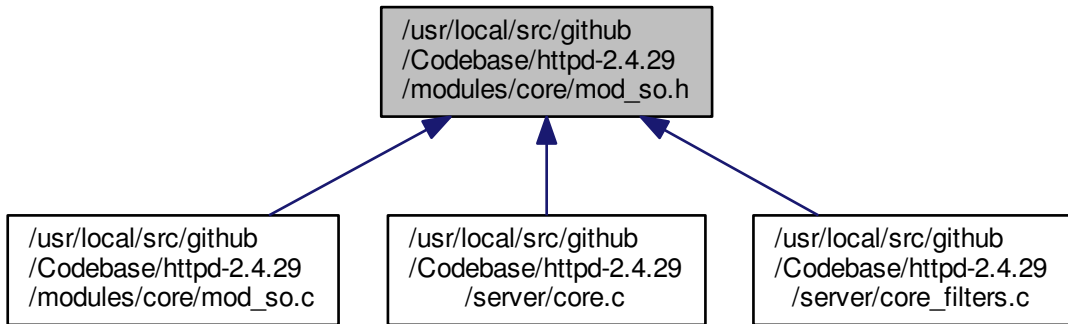 /usr/local/src/github
/Codebase/httpd-2.4.29
/modules/core/mod_so.h
/usr/local/src/github
/Codebase/httpd-2.4.29
/modules/core/mod_so.c
/usr/local/src/github
/Codebase/httpd-2.4.29
/server/core.c
/usr/local/src/github
/Codebase/httpd-2.4.29
/server/core_filters.c